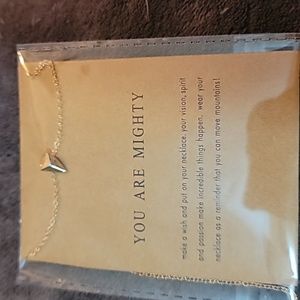 YOU ARE MIGHTY
make a wish and put on your necklace. your vision, spirit
and passion make incredible things happen. wear your
necklace as a reminder that you can move mountains!